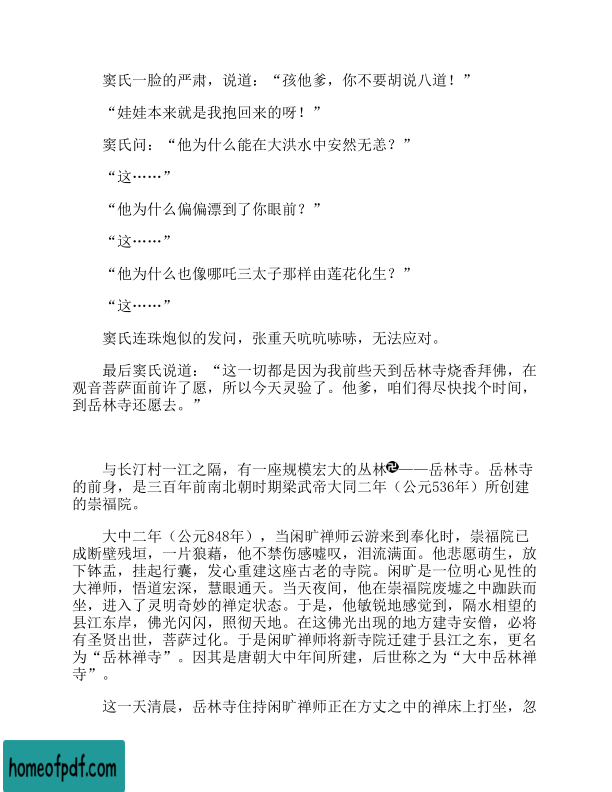 窦氏一脸的严肃，说道：“孩他爹，你不要胡说八道！”
“娃娃本来就是我抱回来的呀！”
窦氏问：“他为什么能在大洪水中安然无恙？”
“这……”
“他为什么偏偏漂到了你眼前？”
“这……”
“他为什么也像哪吒三太子那样由莲花化生？”
“这……”
窦氏连珠炮似的发问，张重天吭吭哧哧，无法应对。
最后窦氏说道：“这一切都是因为我前些天到岳林寺烧香拜佛，在
观音菩萨面前许了愿，所以今天灵验了。他爹，咱们得尽快找个时间，
到岳林寺还愿去。”
与长汀村一江之隔，有一座规模宏大的丛林卍——岳林寺。岳林寺
的前身，是三百年前南北朝时期梁武帝大同二年（公元536年）所创建
的崇福院。
大中二年（公元848年），当闲旷禅师云游来到奉化时，崇福院已
成断壁残垣，一片狼藉，他不禁伤感嘘叹，泪流满面。他悲愿萌生，放
下钵盂，挂起行囊，发心重建这座古老的寺院。闲旷是一位明心见性的
大禅师，悟道宏深，慧眼通天。当天夜间，他在崇福院废墟之中跏趺而
坐，进入了灵明奇妙的禅定状态。于是，他敏锐地感觉到，隔水相望的
县江东岸，佛光闪闪，照彻天地。在这佛光出现的地方建寺安僧，必将
有圣贤出世，菩萨过化。于是闲旷禅师将新寺院迁建于县江之东，更名
为“岳林禅寺”。因其是唐朝大中年间所建，后世称之为“大中岳林禅
寺”。
这一天清晨，岳林寺住持闲旷禅师正在方丈之中的禅床上打坐，忽
homeofpdf.com